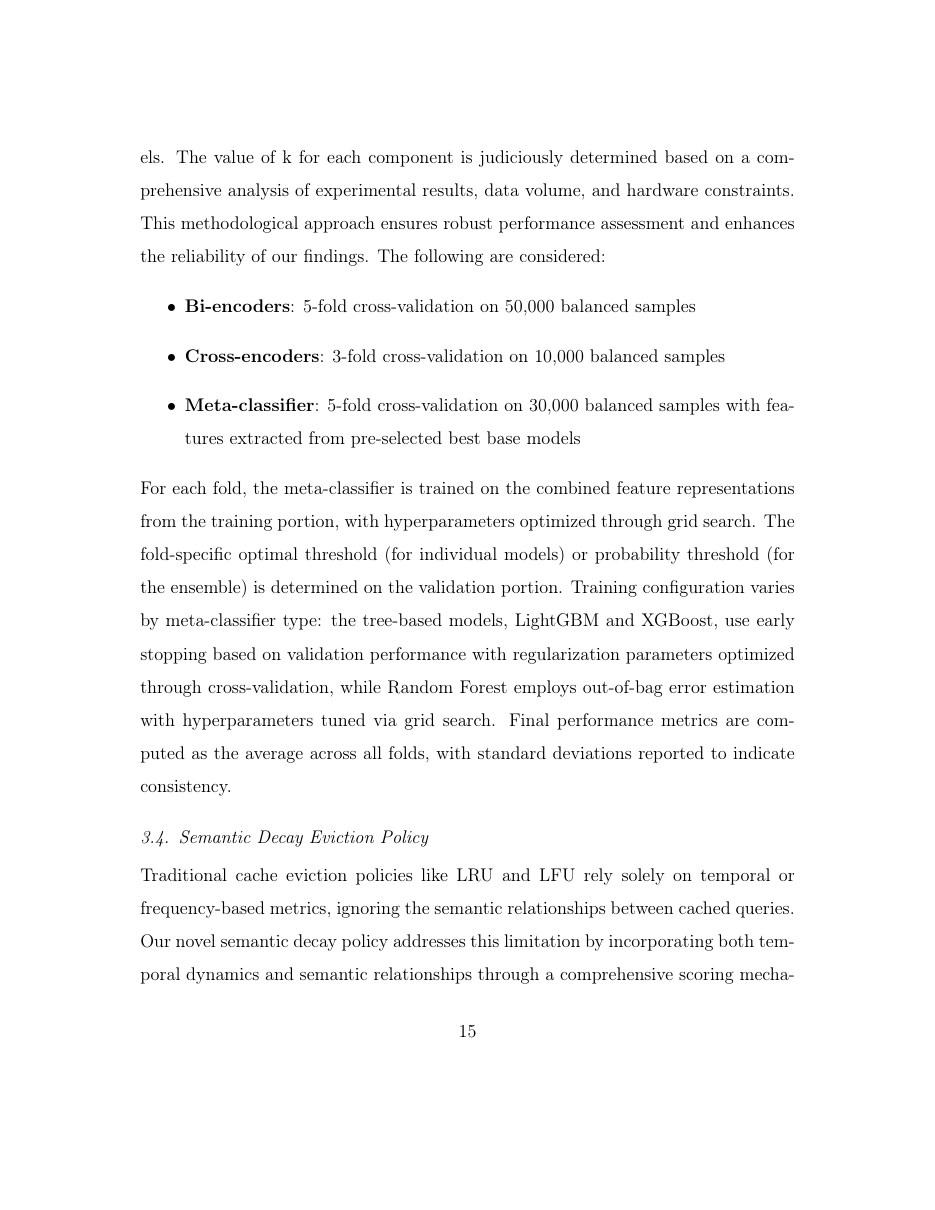 els. The value of k for each component is judiciously determined based on a com-
prehensive analysis of experimental results, data volume, and hardware constraints.
This methodological approach ensures robust performance assessment and enhances
the reliability of our findings. The following are considered:
• Bi-encoders: 5-fold cross-validation on 50,000 balanced samples
• Cross-encoders: 3-fold cross-validation on 10,000 balanced samples
• Meta-classifier: 5-fold cross-validation on 30,000 balanced samples with fea-
tures extracted from pre-selected best base models
For each fold, the meta-classifier is trained on the combined feature representations
from the training portion, with hyperparameters optimized through grid search. The
fold-specific optimal threshold (for individual models) or probability threshold (for
the ensemble) is determined on the validation portion. Training configuration varies
by meta-classifier type: the tree-based models, LightGBM and XGBoost, use early
stopping based on validation performance with regularization parameters optimized
through cross-validation, while Random Forest employs out-of-bag error estimation
with hyperparameters tuned via grid search. Final performance metrics are com-
puted as the average across all folds, with standard deviations reported to indicate
consistency.
3.4. Semantic Decay Eviction Policy
Traditional cache eviction policies like LRU and LFU rely solely on temporal or
frequency-based metrics, ignoring the semantic relationships between cached queries.
Our novel semantic decay policy addresses this limitation by incorporating both tem-
poral dynamics and semantic relationships through a comprehensive scoring mecha-
15